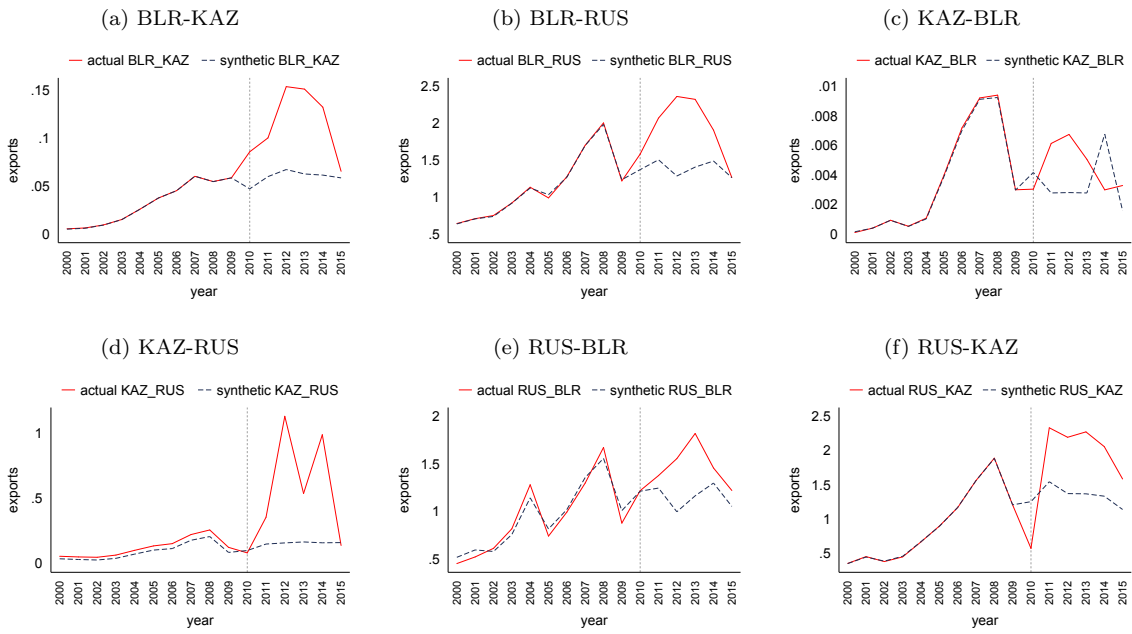 (a) BLR-KAZ
(b) BLR-RUS
(c) KAZ-BLR
actual BLR_KAZ synthetic BLR_KAZ
actual BLR_RUS synthetic BLR_RUS
actual KAZ_BLR synthetic KAZ_BLR
exports
.15
.1
.05
0
2000 2001 2002 2003 2004 2005 2006 2007 2008 2009 2010 2011 2012 2013 2014 2015
year
exports
2.5
2
1.5
1
.5
2000 2001 2002 2003 2004 2005 2006 2007 2008 2009 2010 2011 2012 2013 2014 2015
year
exports
.01
.008
.006
.004
.002
0
2000 2001 2002 2003 2004 2005 2006 2007 2008 2009 2010 2011 2012 2013 2014 2015
year
(d) KAZ-RUS
(e) RUS-BLR
(f) RUS-KAZ
actual KAZ_RUS synthetic KAZ_RUS
actual RUS_BLR synthetic RUS_BLR
actual RUS_KAZ synthetic RUS_KAZ
exports
1
.5
0
2000 2001 2002 2003 2004 2005 2006 2007 2008 2009 2010 2011 2012 2013 2014 2015
year
exports
2
1.5
1
.5
2000 2001 2002 2003 2004 2005 2006 2007 2008 2009 2010 2011 2012 2013 2014 2015
year
exports
2.5
2
1.5
1
.5
2000 2001 2002 2003 2004 2005 2006 2007 2008 2009 2010 2011 2012 2013 2014 2015
year